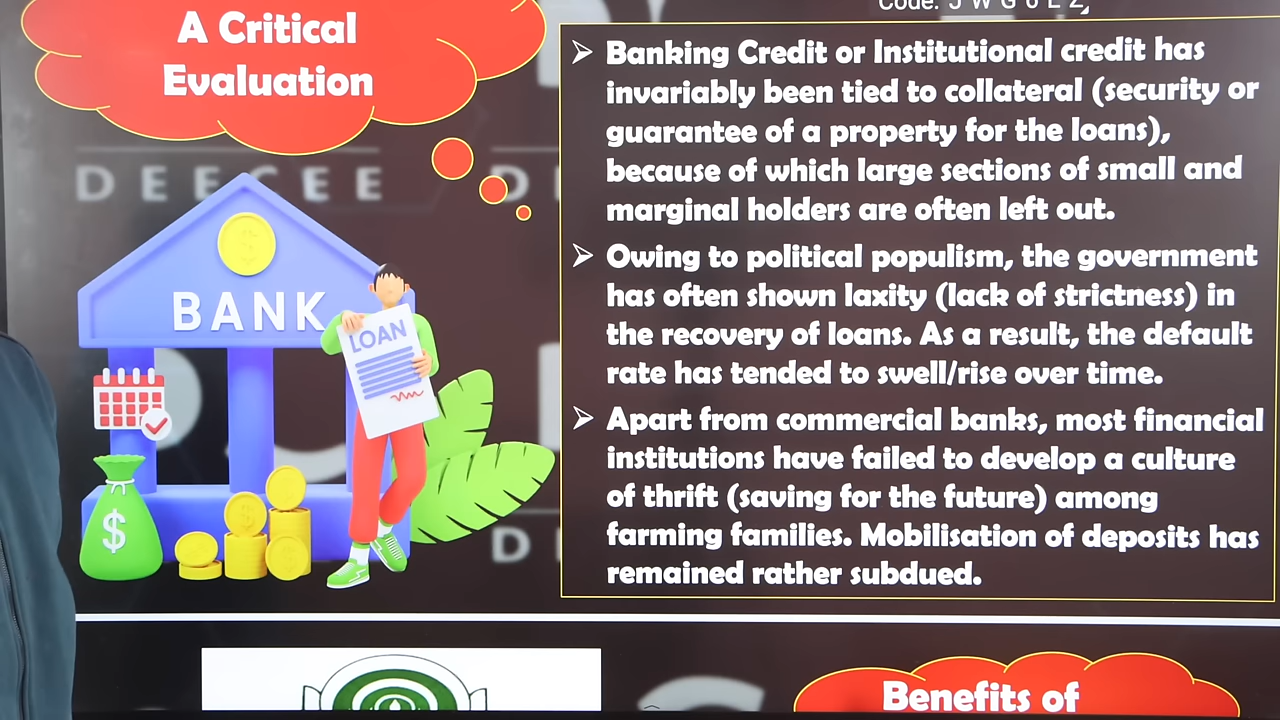 Code: J W G 6 L Z
A Critical
Evaluation
DEECEE
BANK
LOAN
$
➢ Banking Credit or Institutional credit has
invariably been tied to collateral (security or
guarantee of a property for the loans),
because of which large sections of small and
marginal holders are often left out.
➢ Owing to political populism, the government
has often shown laxity (lack of strictness) in
the recovery of loans. As a result, the default
rate has tended to swell/rise over time.
➢ Apart from commercial banks, most financial
institutions have failed to develop a culture
of thrift (saving for the future) among
farming families. Mobilisation of deposits has
remained rather subdued.
Benefits of